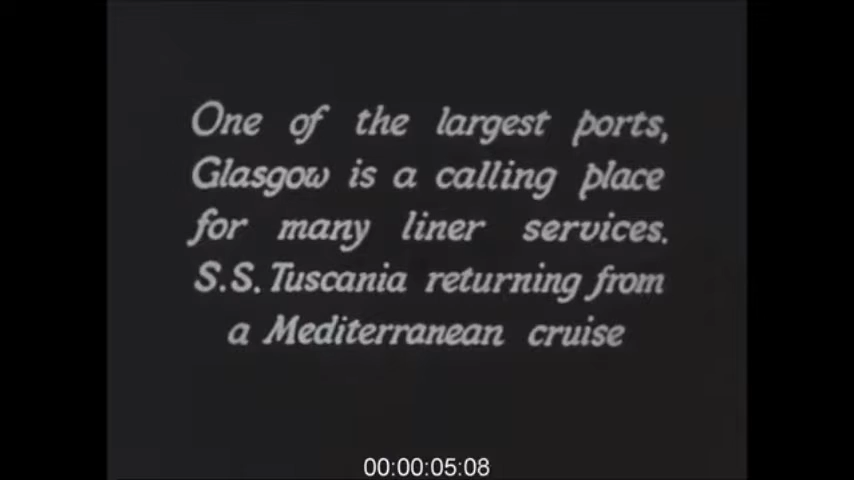 One of the largest ports,
Glasgow is a calling place
for many liner services.
S.S. Tuscania returning from
a Mediterranean cruise
00:00:05:08